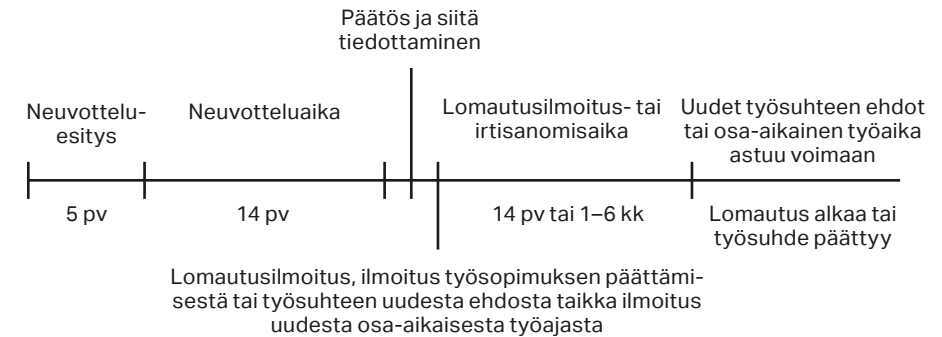 Päätös ja siitä
tiedottaminen
Neuvottelu-
esitys
Neuvotteluaika
Lomautusilmoitus- tai
irtisanomisaika
Uudet työsuhteen ehdot
tai osa-aikainen työaika
astuu voimaan
5 pv
14 pv
14 pv tai 1–6 kk
Lomautus alkaa tai
työsuhde päättyy
Lomautusilmoitus, ilmoitus työsopimuksen päättämi-
sestä tai työsuhteen uudesta ehdosta taikka ilmoitus
uudesta osa-aikaisesta työajasta